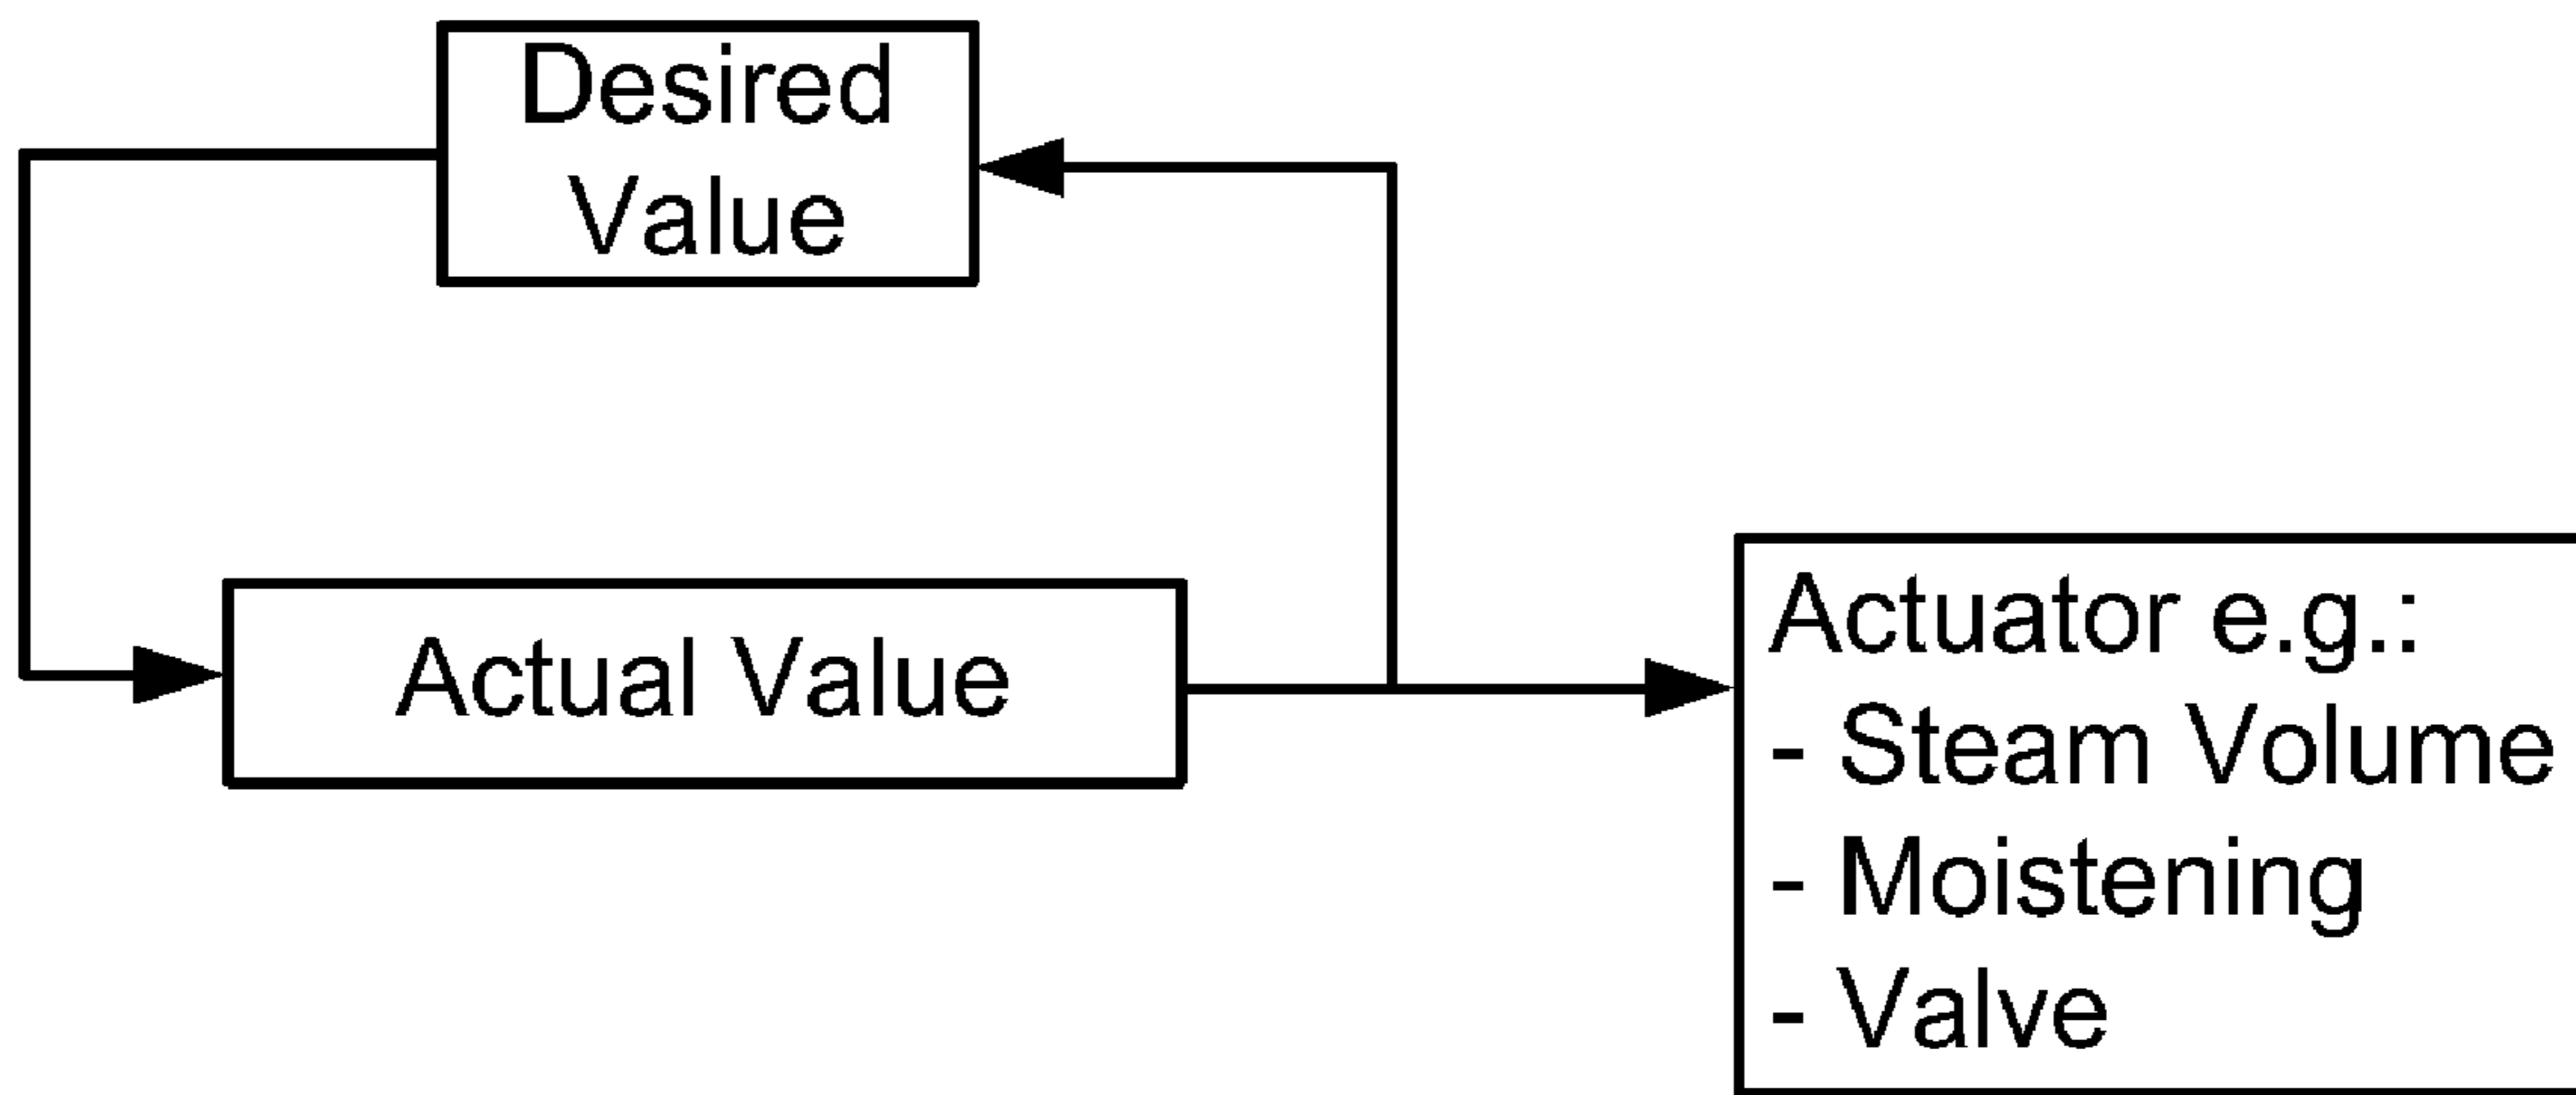 Desired
Value
Actual Value
Actuator e.g.:
- Steam Volume
- Moistening
- Valve